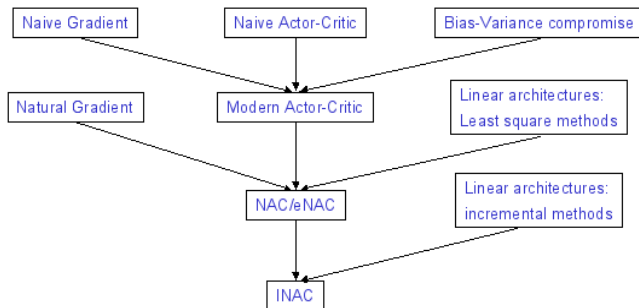 Naive Gradient
Naive Actor-Critic
Bias-Variance compromise
Natural Gradient
Modern Actor-Critic
Linear architectures:
Least square methods
NAC/eNAC
Linear architectures:
incremental methods
INAC